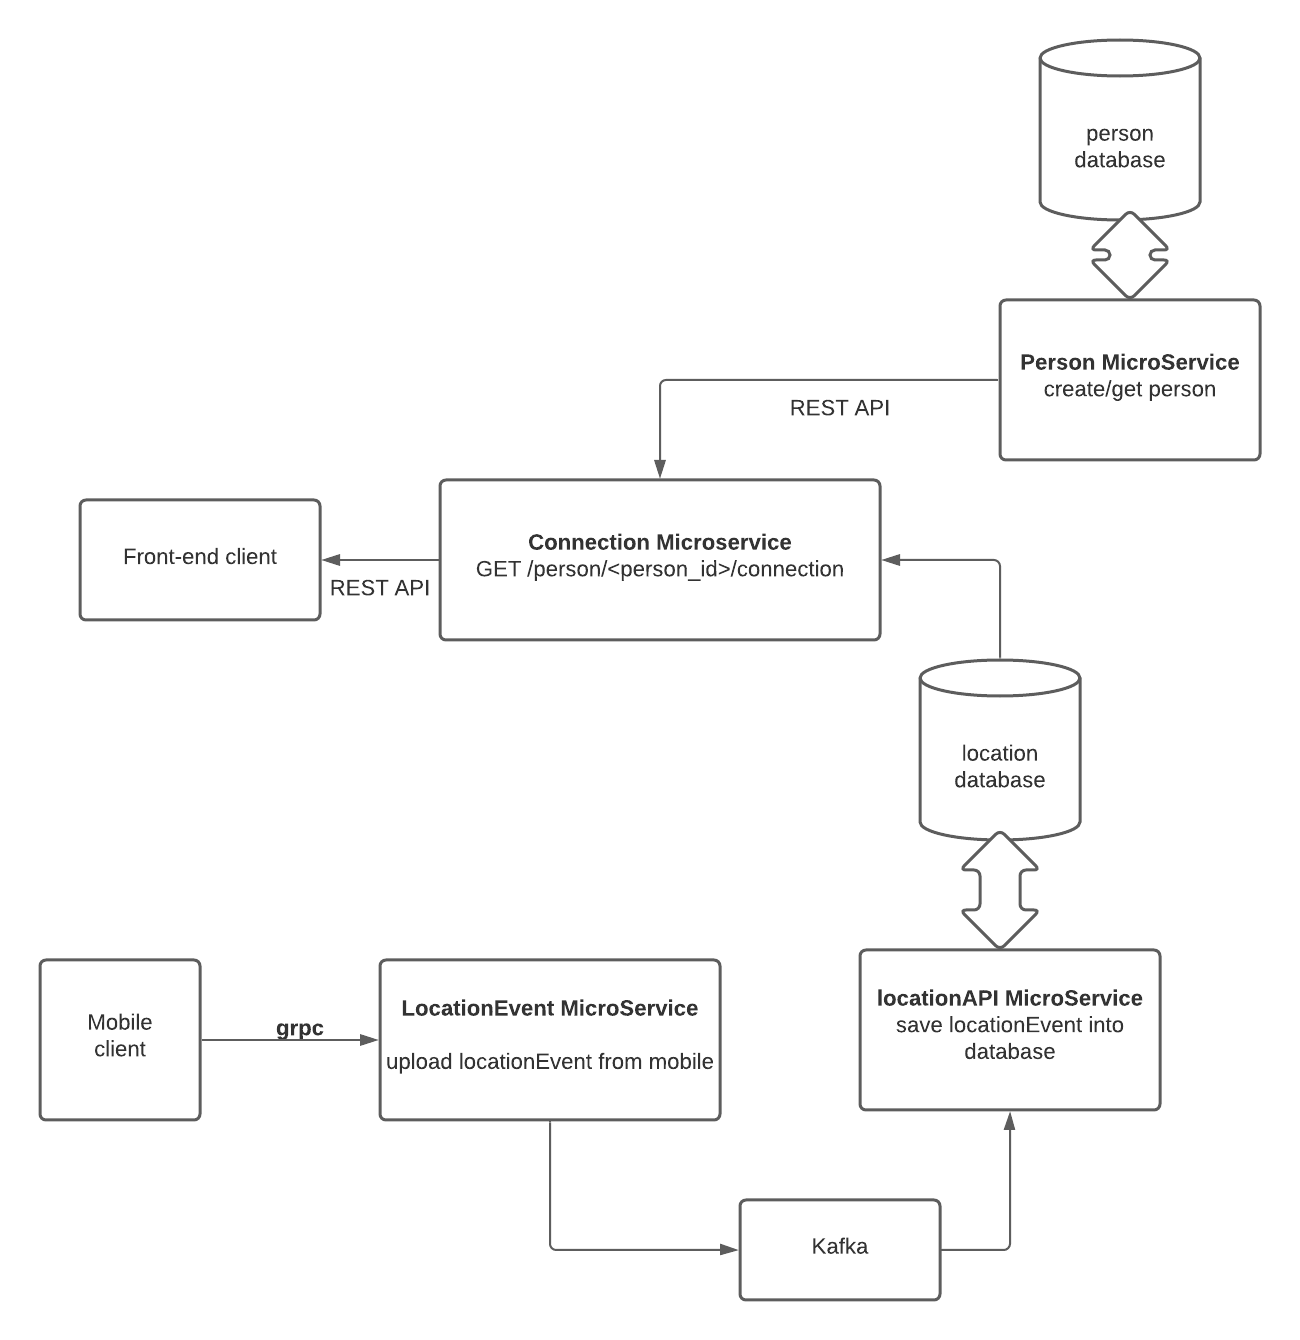 person
database
Person MicroService
create/get person
REST API
Connection Microservice
GET /person/<person_id>/connection
Front-end client
REST API
location
database
locationAPI MicroService
save locationEvent into
database
Mobile
client
grpc
LocationEvent MicroService
upload locationEvent from mobile
Kafka